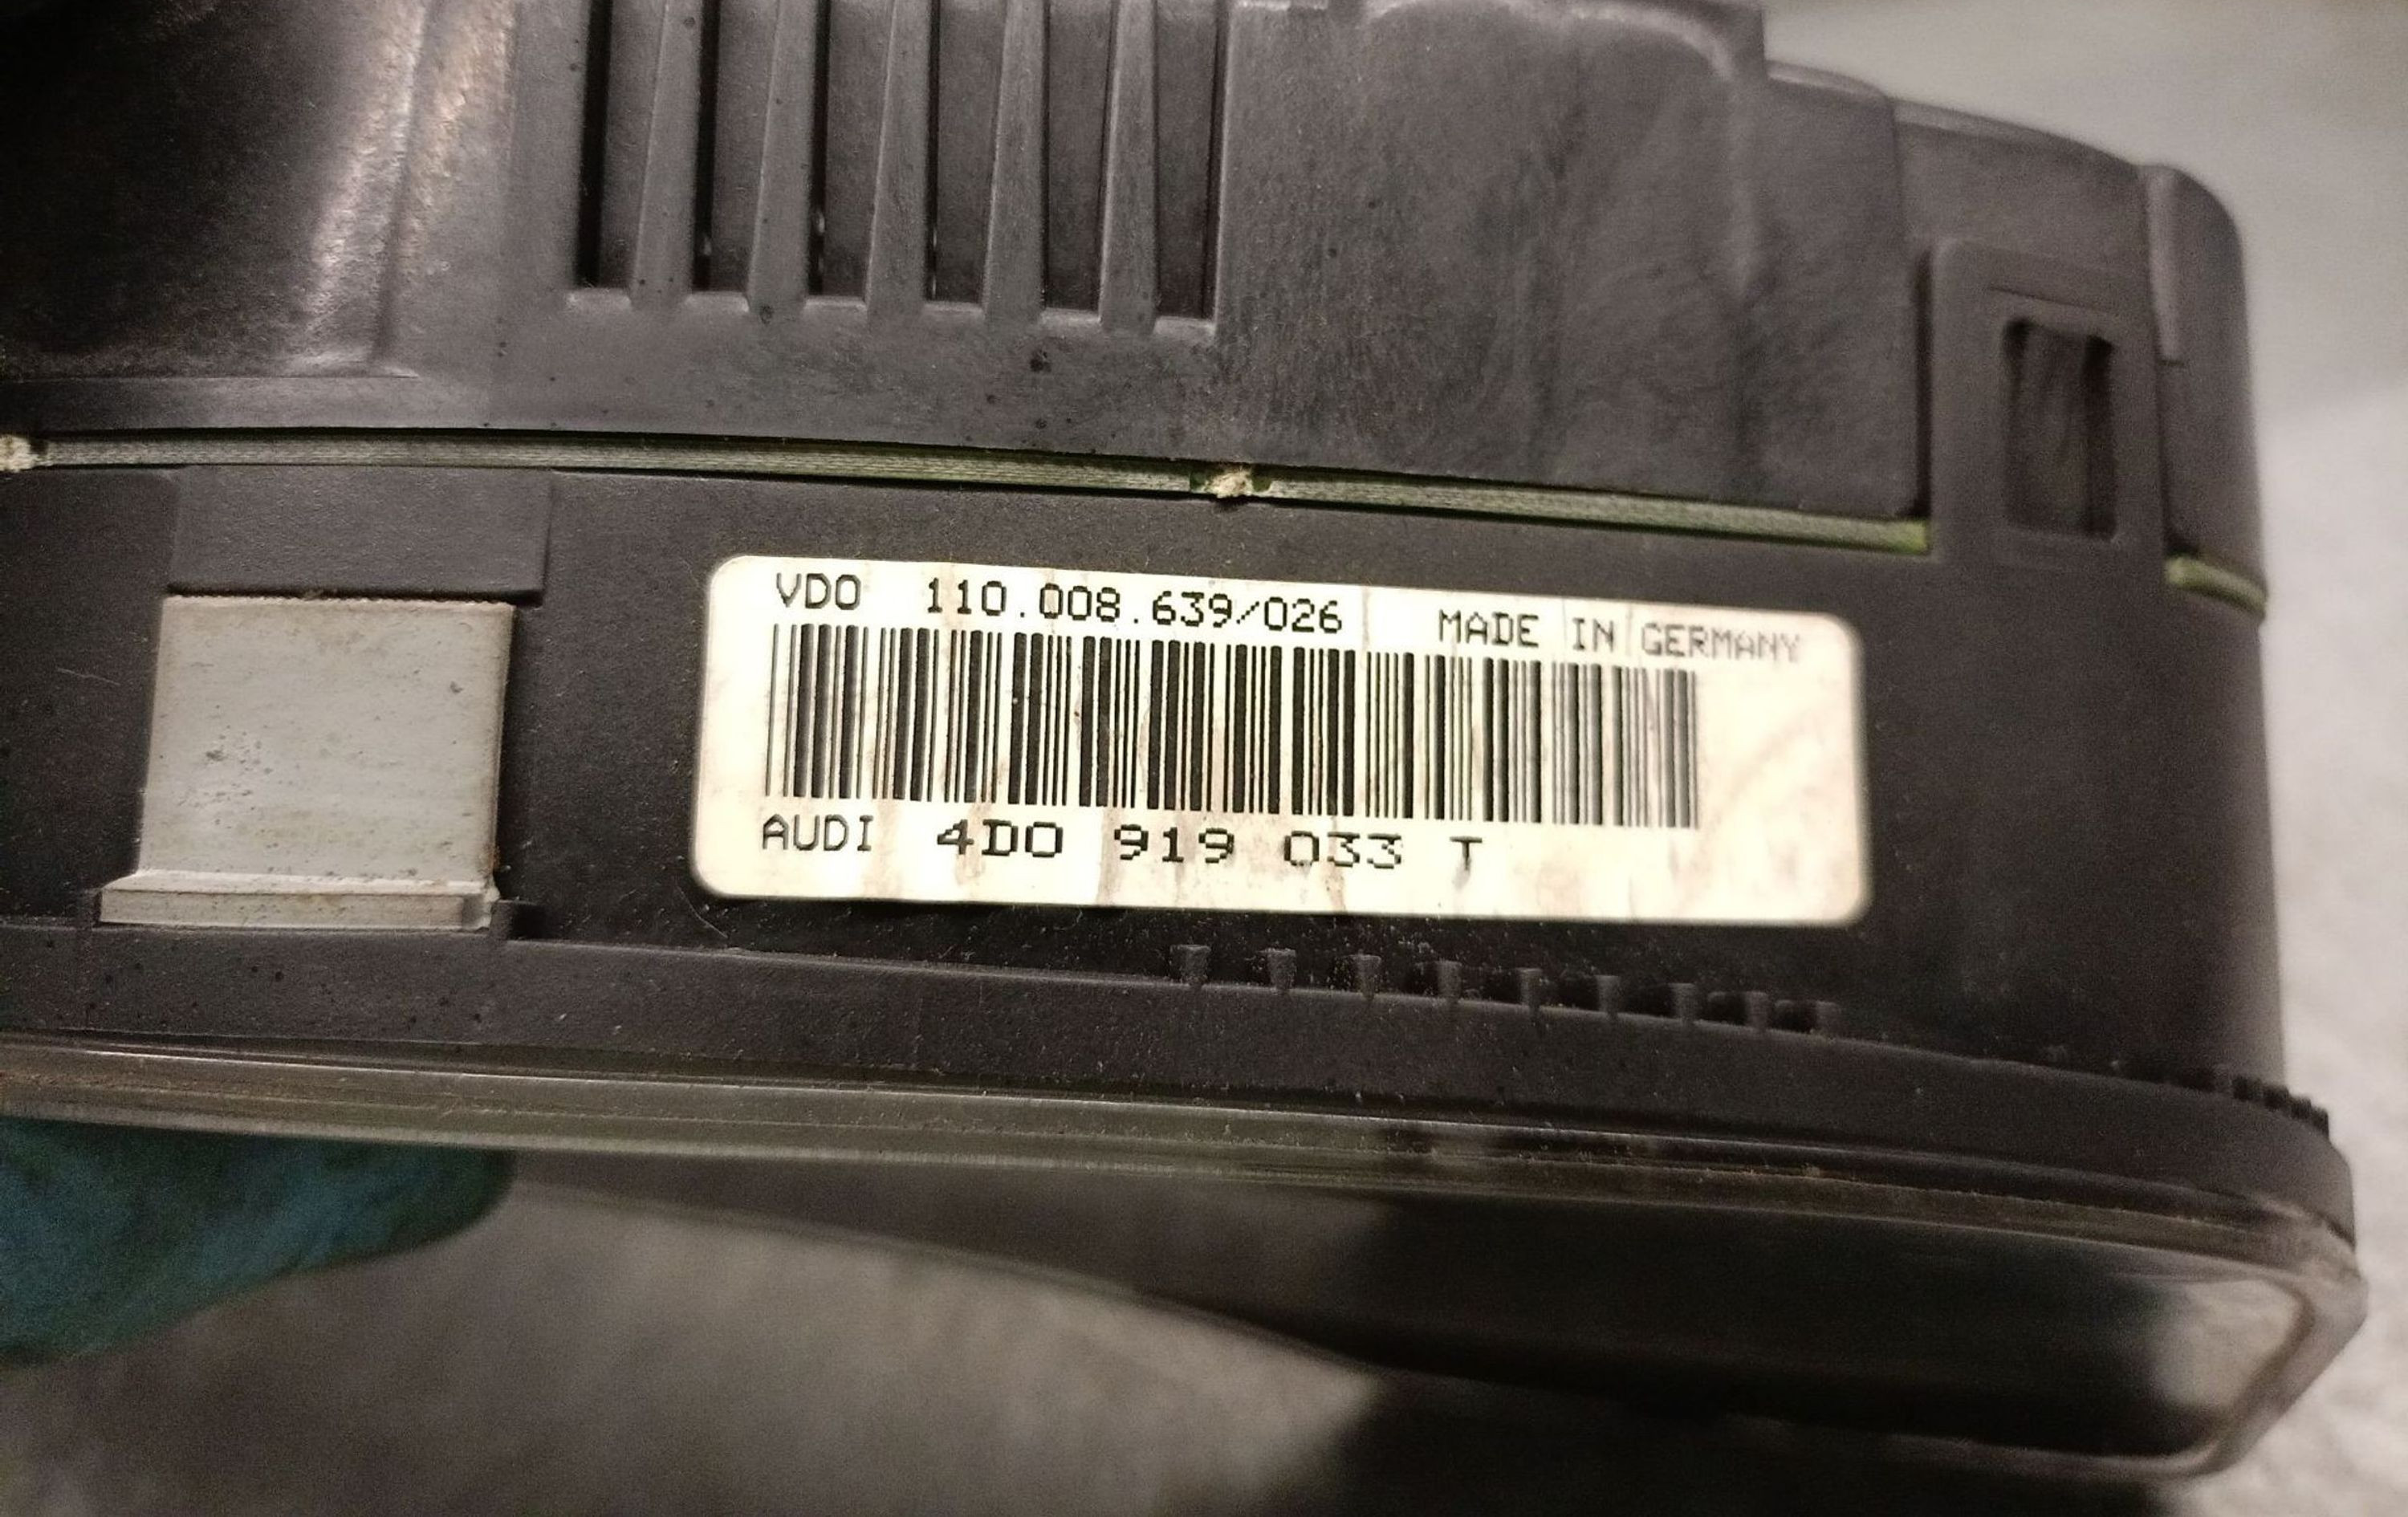 VDO 110.008.639/026 MADE IN GERMANY
AUDI 4D0 919 033 T